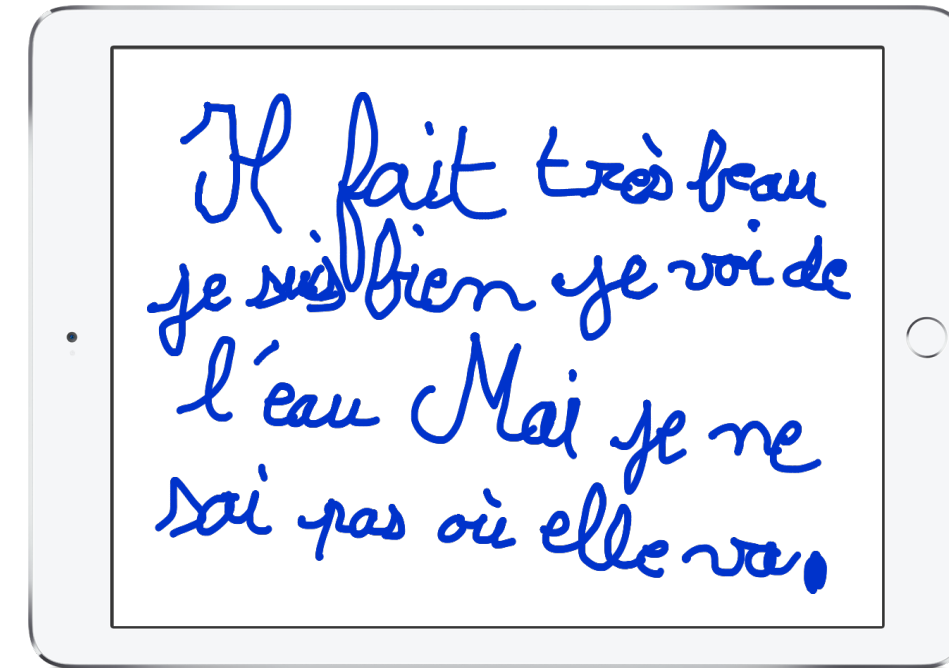 Il fait très beau
je suis bien je voi de
l'eau Mai je ne
sai pas où elle va.